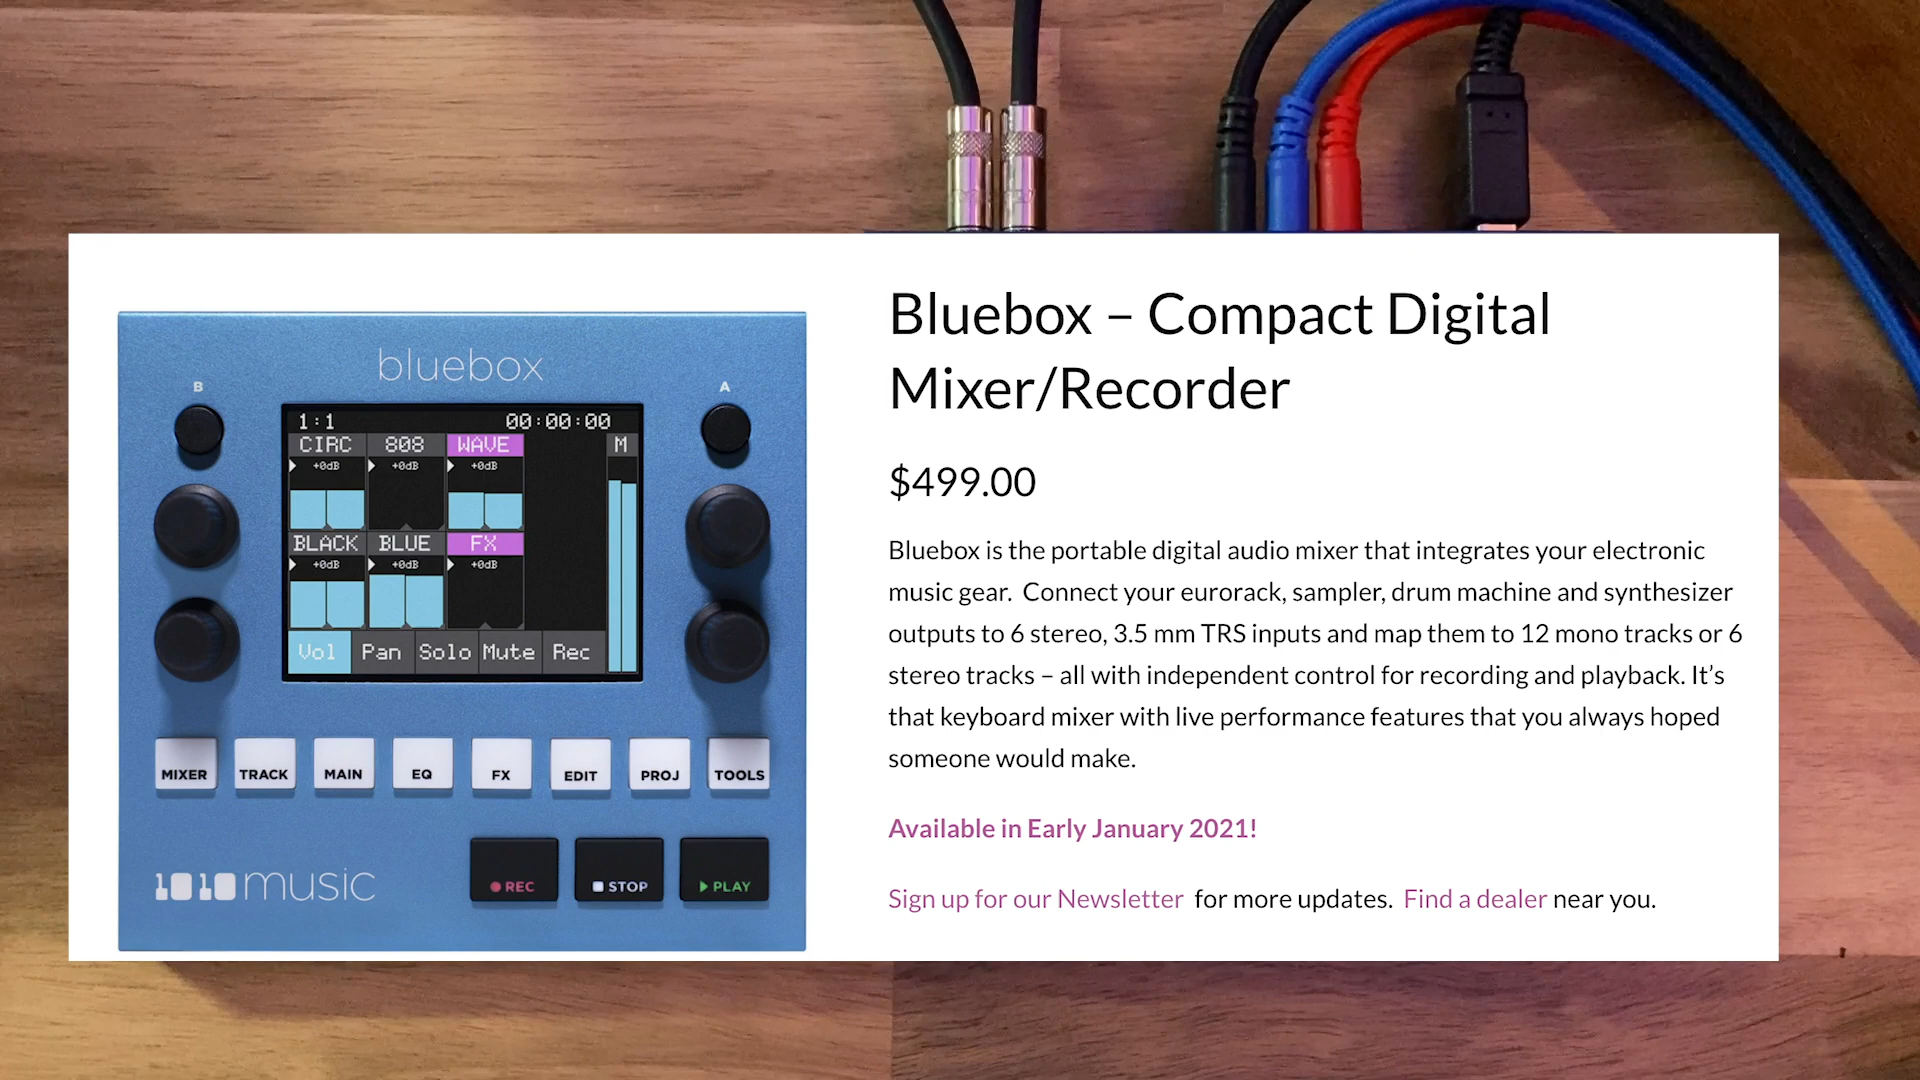 bluebox
B
A
1:1 00:00:00
CIRC 808 WAVE M
+0dB +0dB +0dB
BLACK BLUE FX
+0dB +0dB +0dB
Vol Pan Solo Mute Rec
MIXER TRACK MAIN EQ FX EDIT PROJ TOOLS
1010music
REC STOP PLAY
Bluebox – Compact Digital
Mixer/Recorder
$499.00
Bluebox is the portable digital audio mixer that integrates your electronic
music gear. Connect your eurorack, sampler, drum machine and synthesizer
outputs to 6 stereo, 3.5 mm TRS inputs and map them to 12 mono tracks or 6
stereo tracks – all with independent control for recording and playback. It’s
that keyboard mixer with live performance features that you always hoped
someone would make.
Available in Early January 2021!
Sign up for our Newsletter for more updates. Find a dealer near you.